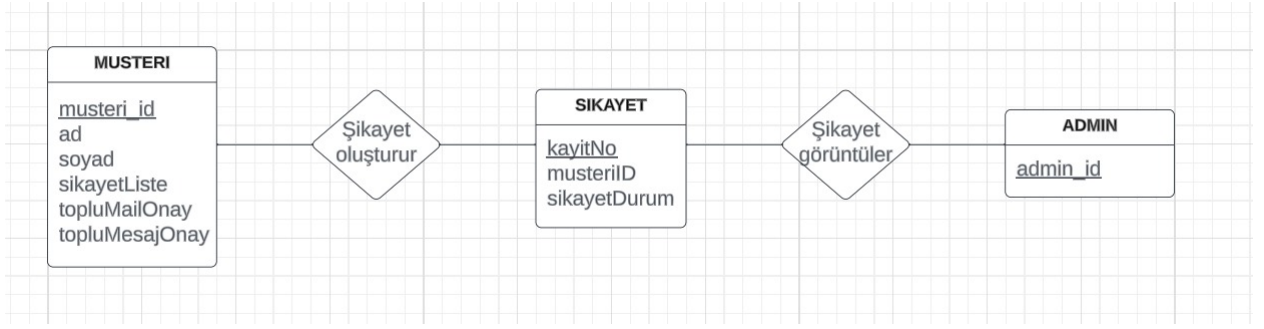 MUSTERI
musteri_id
ad
soyad
sikayetListe
topluMailOnay
topluMesajOnay
Şikayet
oluşturur
SIKAYET
kayitNo
musteriID
sikayetDurum
Şikayet
görüntüler
ADMIN
admin_id